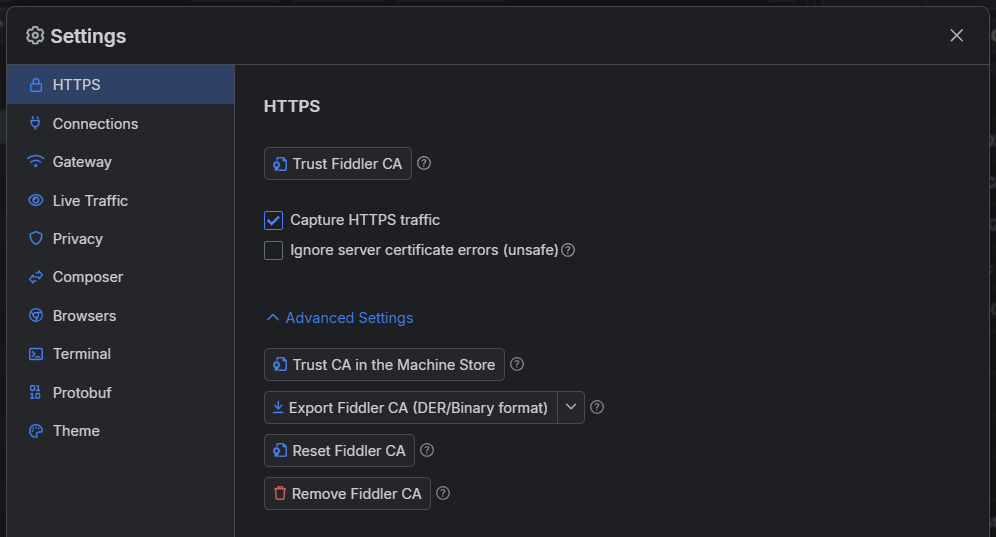 Settings
HTTPS
Connections
Gateway
Live Traffic
Privacy
Composer
Browsers
Terminal
Protobuf
Theme
HTTPS
Trust Fiddler CA
Capture HTTPS traffic
Ignore server certificate errors (unsafe)
Advanced Settings
Trust CA in the Machine Store
Export Fiddler CA (DER/Binary format)
Reset Fiddler CA
Remove Fiddler CA